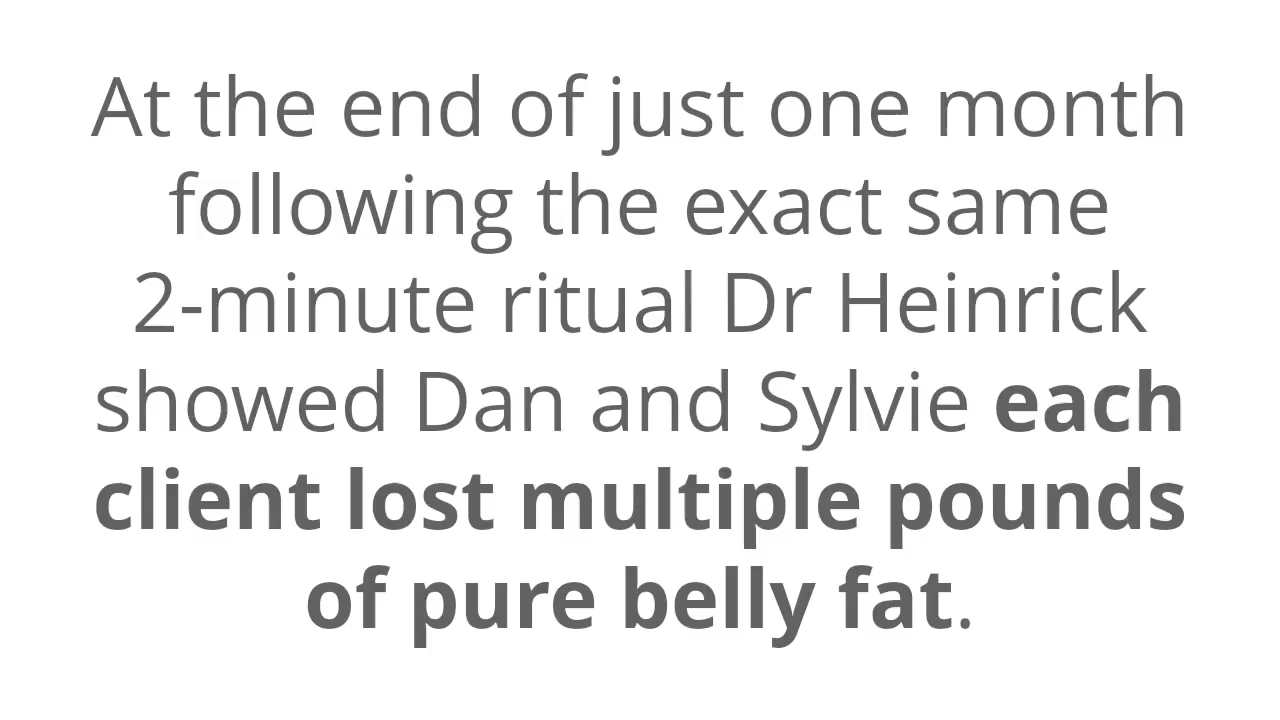 At the end of just one month
following the exact same
2-minute ritual Dr Heinrick
showed Dan and Sylvie each
client lost multiple pounds
of pure belly fat.